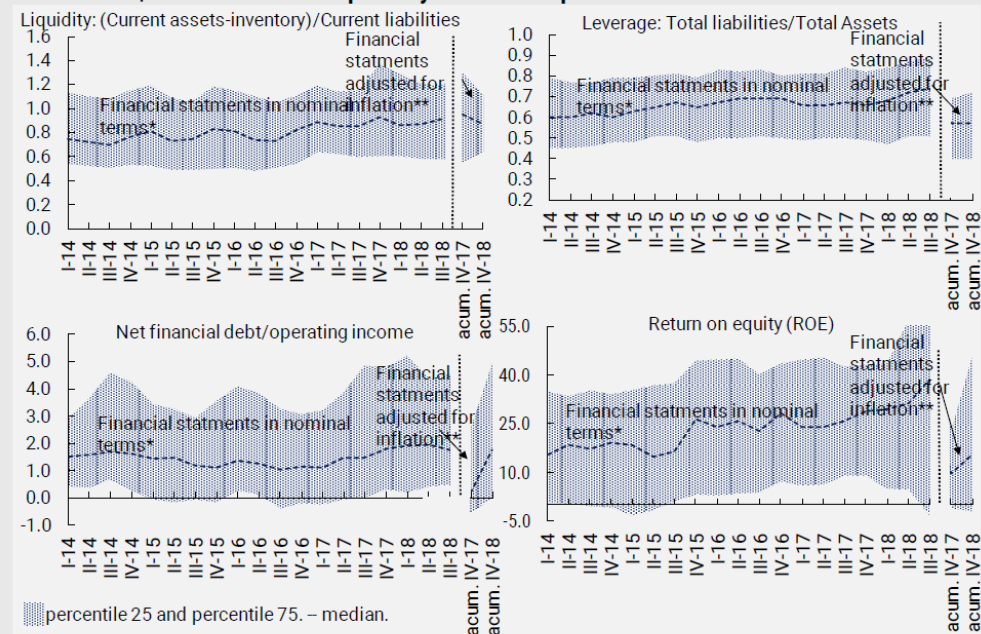 Liquidity: (Current assets-inventory)/Current liabilities
1.6
1.4
1.2
1.0
0.8
0.6
0.4
0.2
0.0
Financial
statments
adjusted for
inflation**
Financial statments in nominal
terms*
I-14
II-14
III-14
IV-14
I-15
II-15
III-15
IV-15
I-16
II-16
III-16
IV-16
I-17
II-17
III-17
IV-17
I-18
II-18
III-18
acum. IV-17
acum. IV-18
Leverage: Total liabilities/Total Assets
1.0
0.9
0.8
0.7
0.6
0.5
0.4
0.3
0.2
Financial
statments
adjusted for
inflation**
Financial statments in nominal
terms*
I-14
II-14
III-14
IV-14
I-15
II-15
III-15
IV-15
I-16
II-16
III-16
IV-16
I-17
II-17
III-17
IV-17
I-18
II-18
III-18
acum. IV-17
acum. IV-18
Net financial debt/operating income
6.0
5.0
4.0
3.0
2.0
1.0
0.0
-1.0
Financial
statments
adjusted for
inflation**
Financial statments in nominal
terms*
I-14
II-14
III-14
IV-14
I-15
II-15
III-15
IV-15
I-16
II-16
III-16
IV-16
I-17
II-17
III-17
IV-17
I-18
II-18
III-18
acum. IV-17
acum. IV-18
Return on equity (ROE)
55.0
40.0
25.0
10.0
-5.0
Financial
statments
adjusted for
inflation**
Financial statments in nominal
terms*
I-14
II-14
III-14
IV-14
I-15
II-15
III-15
IV-15
I-16
II-16
III-16
IV-16
I-17
II-17
III-17
IV-17
I-18
II-18
III-18
acum. IV-17
acum. IV-18
percentile 25 and percentile 75. -- median.